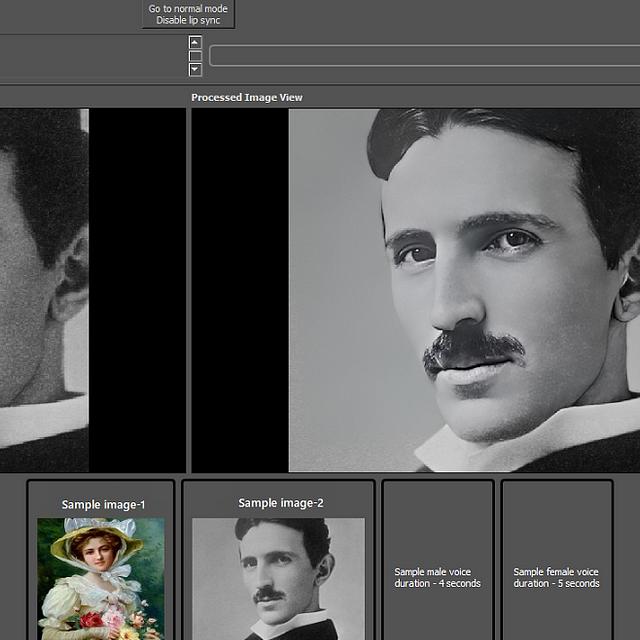 Go to normal mode
Disable lip sync
Processed Image View
Sample image-1
Sample image-2
Sample male voice
duration - 4 seconds
Sample female voice
duration - 5 seconds